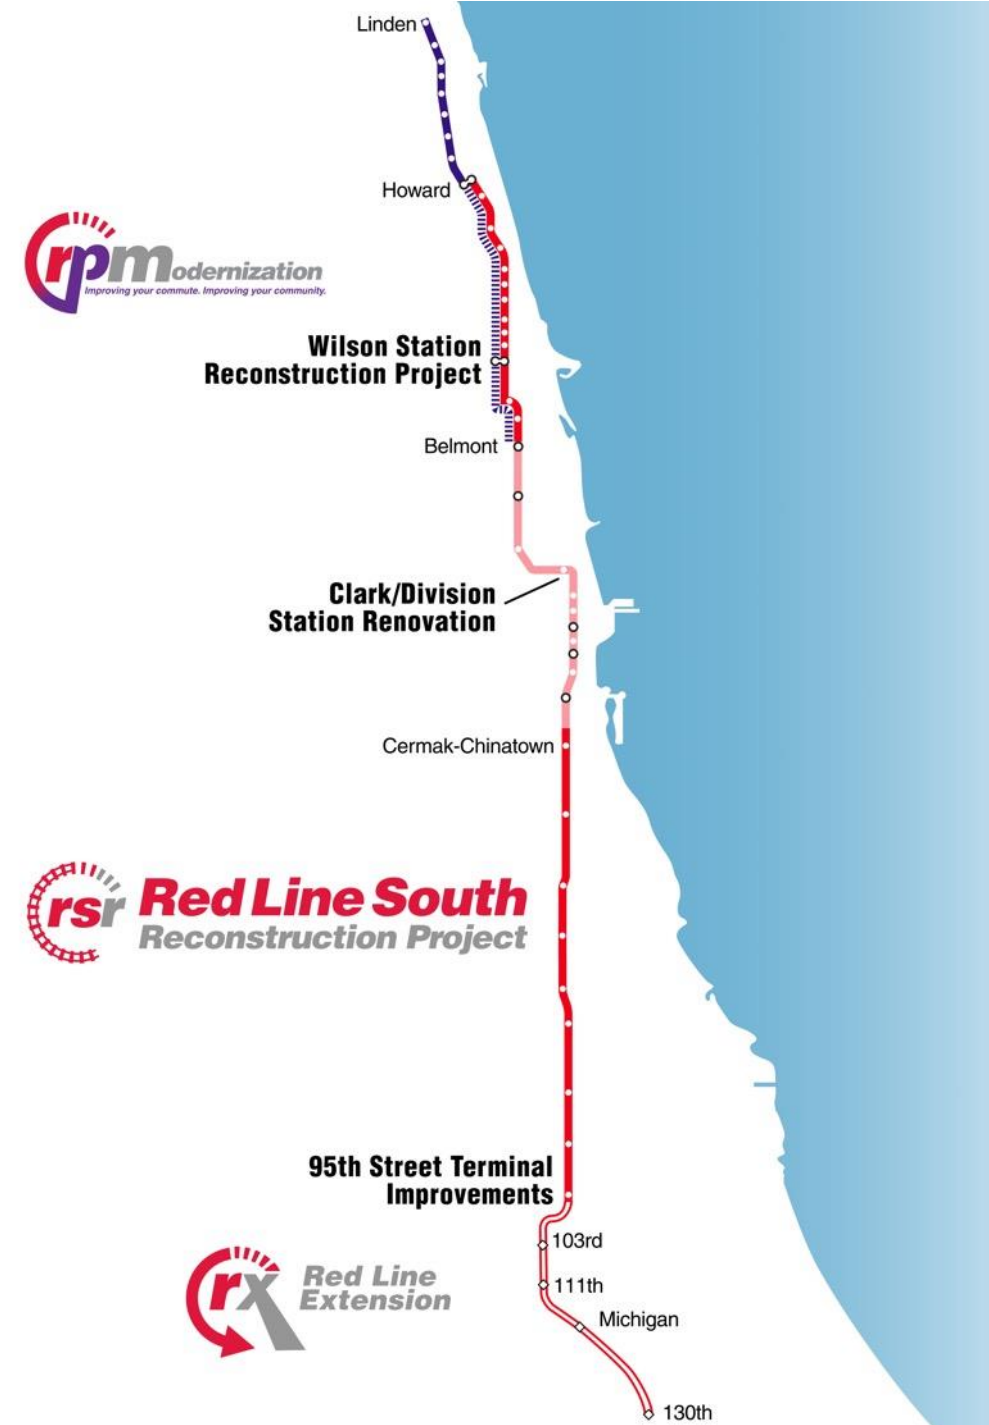 Linden
Howard
rpModernization
Improving your commute. Improving your community.
Wilson Station
Reconstruction Project
Belmont
Clark/Division
Station Renovation
Cermak-Chinatown
rsr Red Line South
Reconstruction Project
95th Street Terminal
Improvements
103rd
111th
rx Red Line
Extension
Michigan
130th